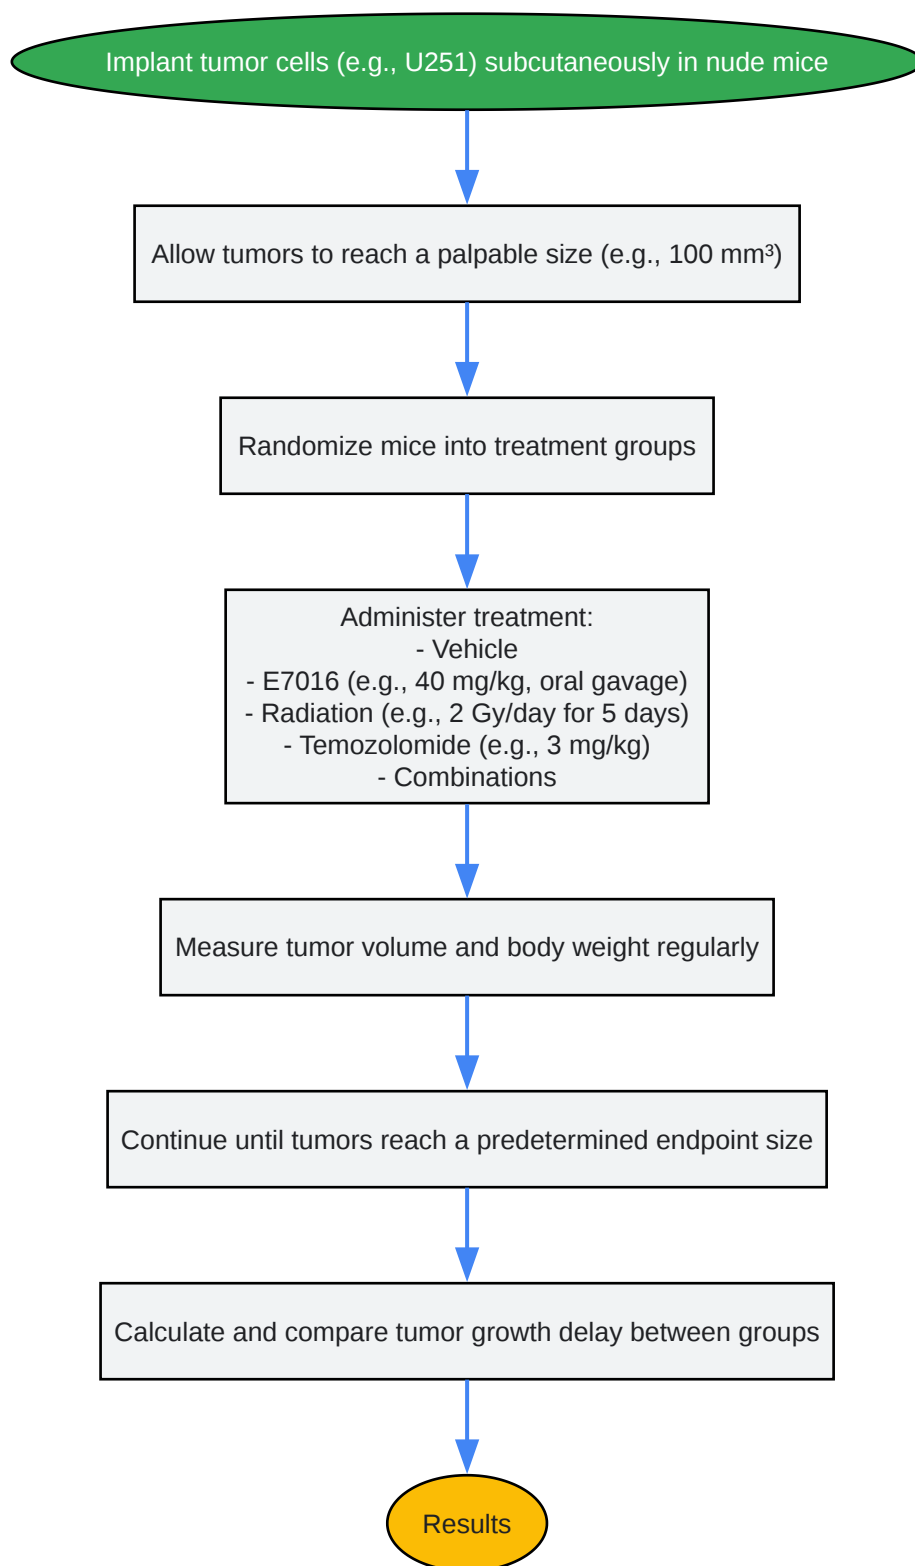 Implant tumor cells (e.g., U251) subcutaneously in nude mice
Allow tumors to reach a palpable size (e.g., 100 mm³)
Randomize mice into treatment groups
Administer treatment:
- Vehicle
- E7016 (e.g., 40 mg/kg, oral gavage)
- Radiation (e.g., 2 Gy/day for 5 days)
- Temozolomide (e.g., 3 mg/kg)
- Combinations
Measure tumor volume and body weight regularly
Continue until tumors reach a predetermined endpoint size
Calculate and compare tumor growth delay between groups
Results